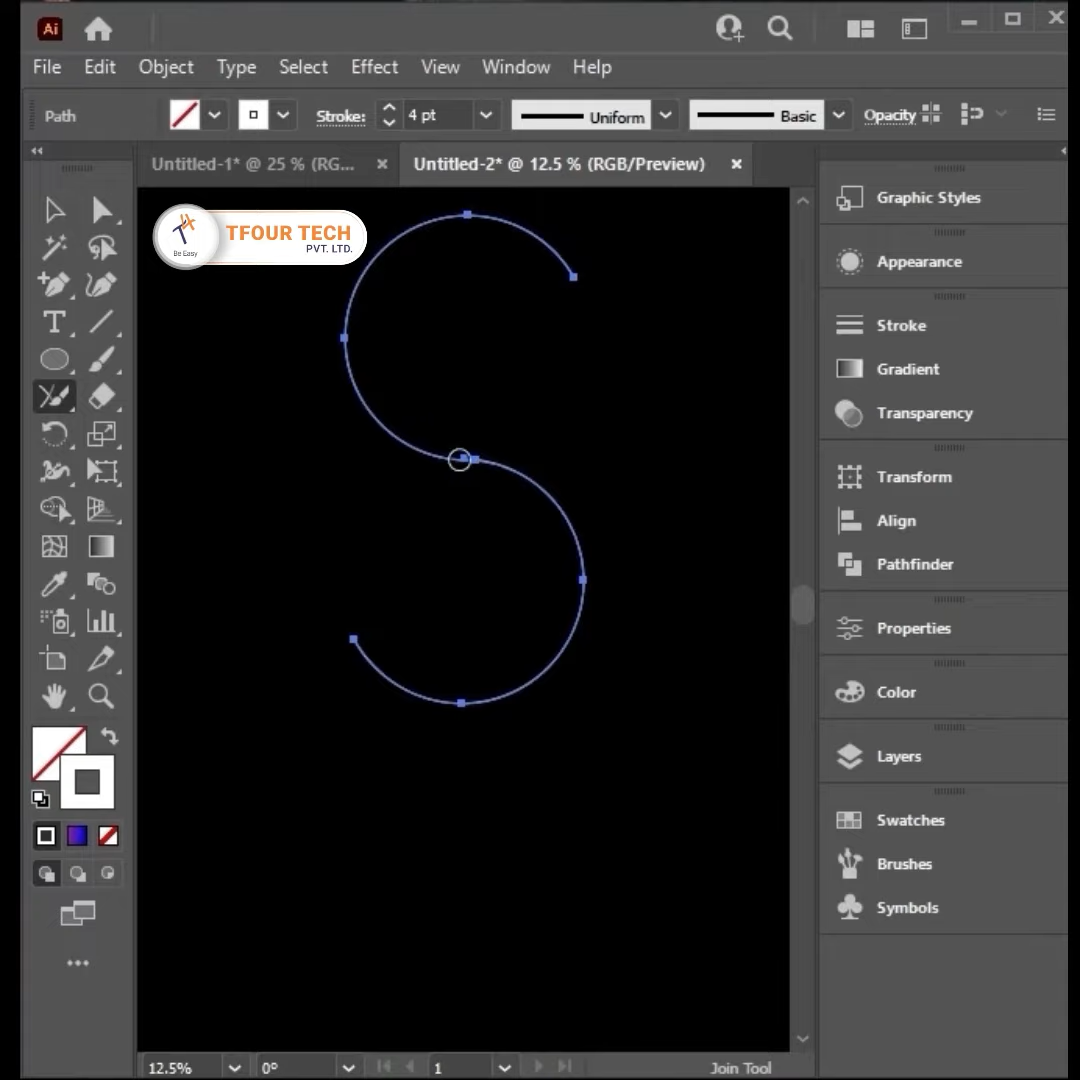 Ai
File Edit Object Type Select Effect View Window Help
Path Stroke: 4 pt Uniform Basic Opacity
Untitled-1* @ 25 % (RG... × Untitled-2* @ 12.5 % (RGB/Preview) ×
TFOUR TECH
PVT. LTD.
Be Easy
Graphic Styles
Appearance
Stroke
Gradient
Transparency
Transform
Align
Pathfinder
Properties
Color
Layers
Swatches
Brushes
Symbols
12.5% 0° 1 Join Tool